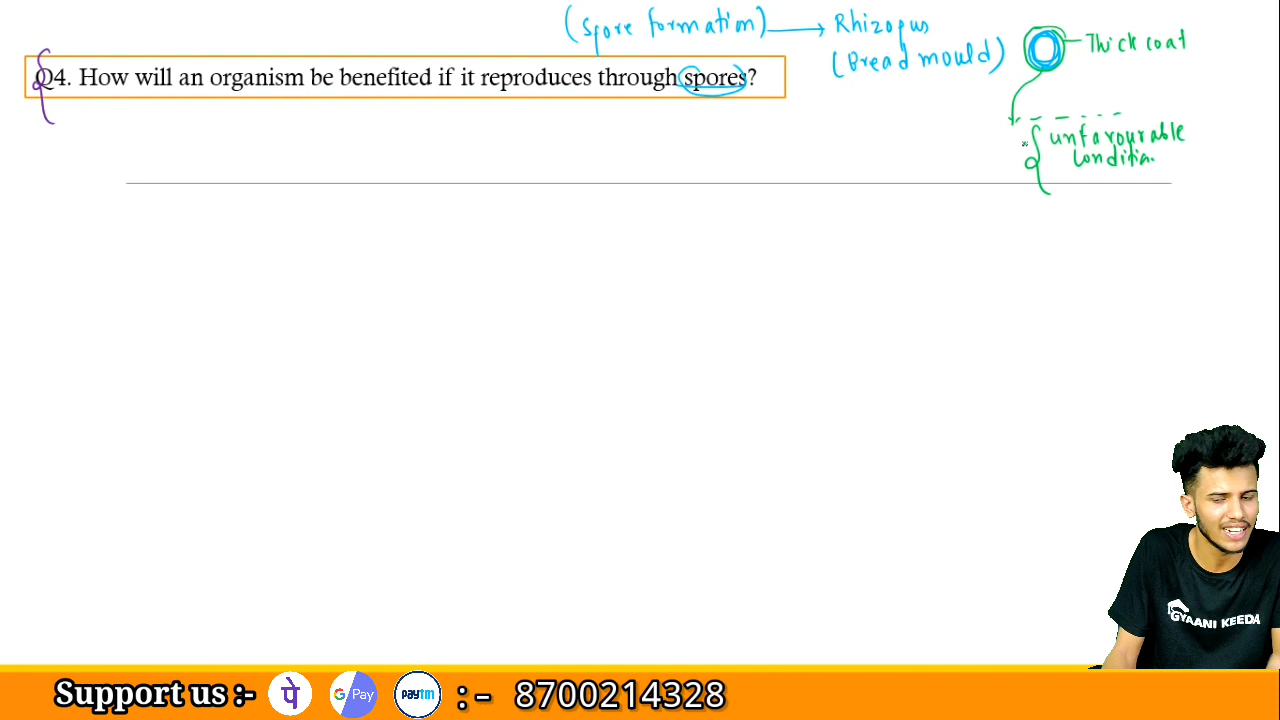 (Spore formation) → Rhizopus
(Bread mould)
Thick coat
Q4. How will an organism be benefited if it reproduces through spores?
unfavourable
Condition
GYAANI KEEDA
Support us :- पे G Pay paytm : - 8700214328